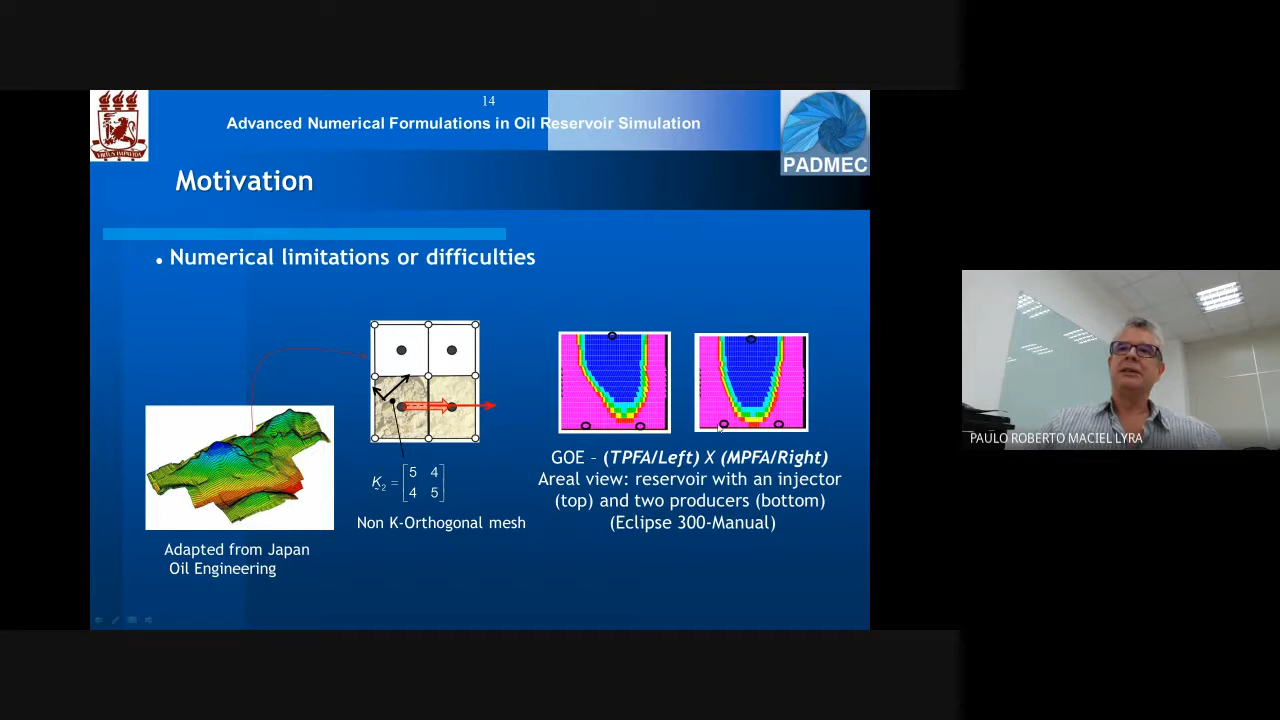 14
Advanced Numerical Formulations in Oil Reservoir Simulation
PADMEC
Motivation
• Numerical limitations or difficulties
K2 = [5 4
4 5]
Non K-Orthogonal mesh
Adapted from Japan
Oil Engineering
GOE – (TPFA/Left) X (MPFA/Right)
Areal view: reservoir with an injector
(top) and two producers (bottom)
(Eclipse 300-Manual)
PAULO ROBERTO MACIEL LYRA